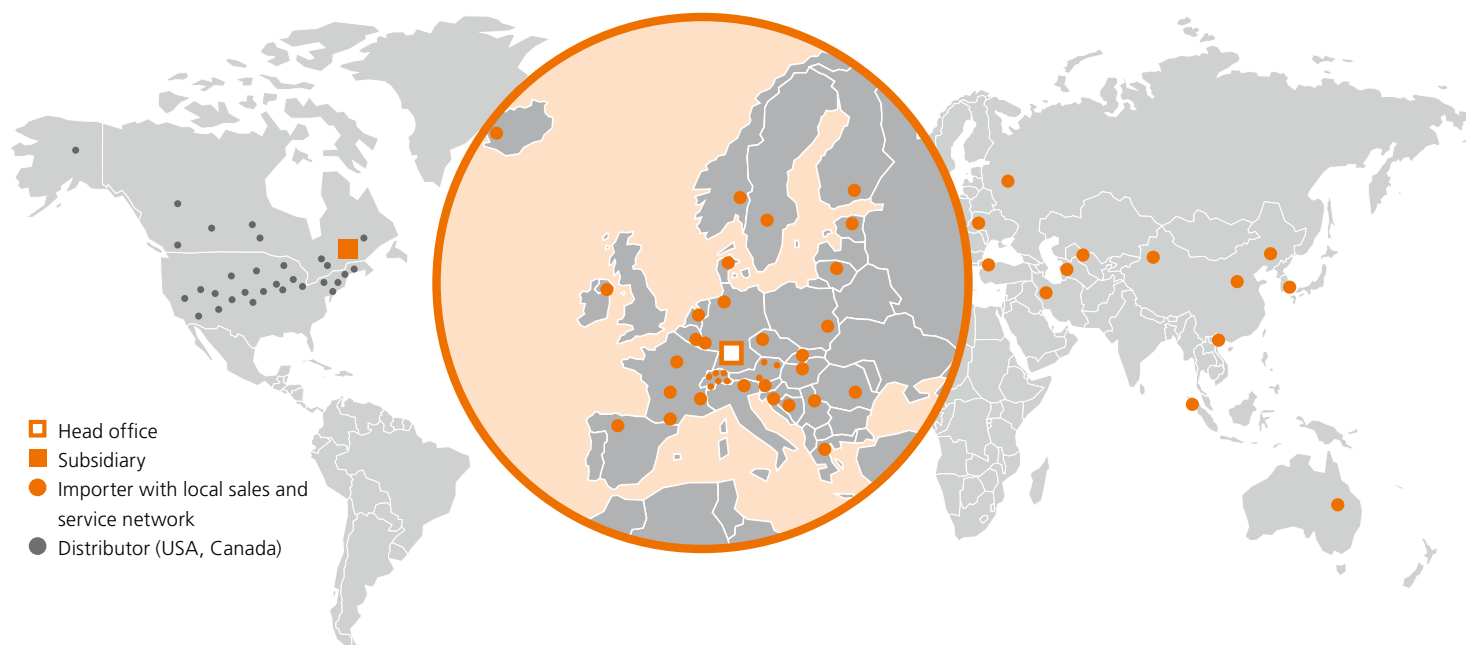 Head office
Subsidiary
Importer with local sales and
service network
Distributor (USA, Canada)